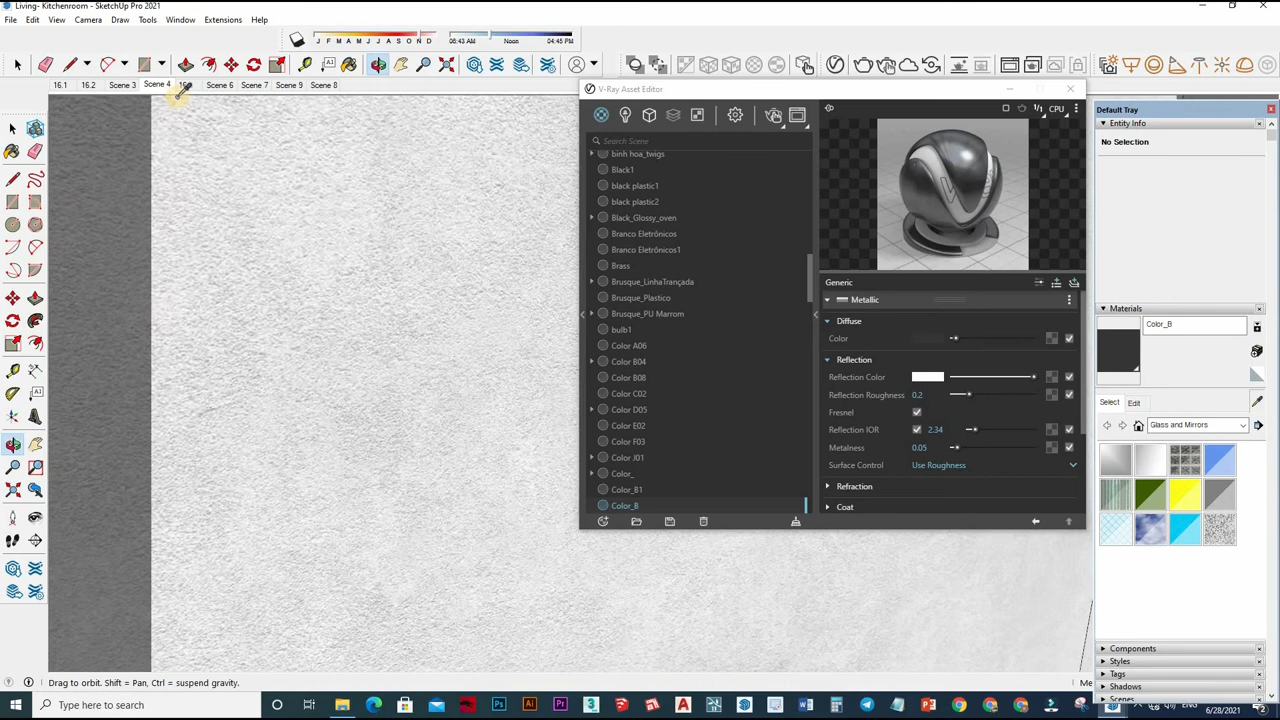 Living- Kitchenroom - SketchUp Pro 2021
File Edit View Camera Draw Tools Window Extensions Help
J F M A M J J A S O N D 06:43 AM Noon 04:45 PM
16.1 16.2 Scene 3 Scene 4 Scene 6 Scene 7 Scene 9 Scene 8
V-Ray Asset Editor
CPU
Search Scene
binh hoa_twigs
Black1
black plastic1
black plastic2
Black_Glossy_oven
Branco Eletrônicos
Branco Eletrônicos1
Brass
Brusque_LinhaTrançada
Brusque_Plastico
Brusque_PU Marrom
bulb1
Color A06
Color B04
Color B08
Color C02
Color D05
Color E02
Color F03
Color J01
Color_
Color_B1
Color_B
Generic
Metallic
Diffuse
Color
Reflection
Reflection Color
Reflection Roughness 0.2
Fresnel
Reflection IOR 2.34
Metalness 0.05
Surface Control Use Roughness
Refraction
Coat
Default Tray
Entity Info
No Selection
Materials
Color_B
Select Edit
Glass and Mirrors
Components
Styles
Tags
Shadows
Scenes
Drag to orbit. Shift = Pan, Ctrl = suspend gravity.
Me
Type here to search
6/28/2021